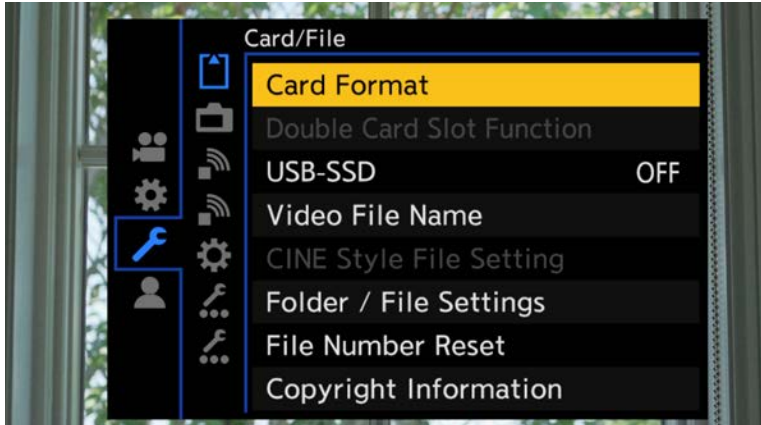 Card/File
Card Format
Double Card Slot Function
USB-SSD OFF
Video File Name
CINE Style File Setting
Folder / File Settings
File Number Reset
Copyright Information